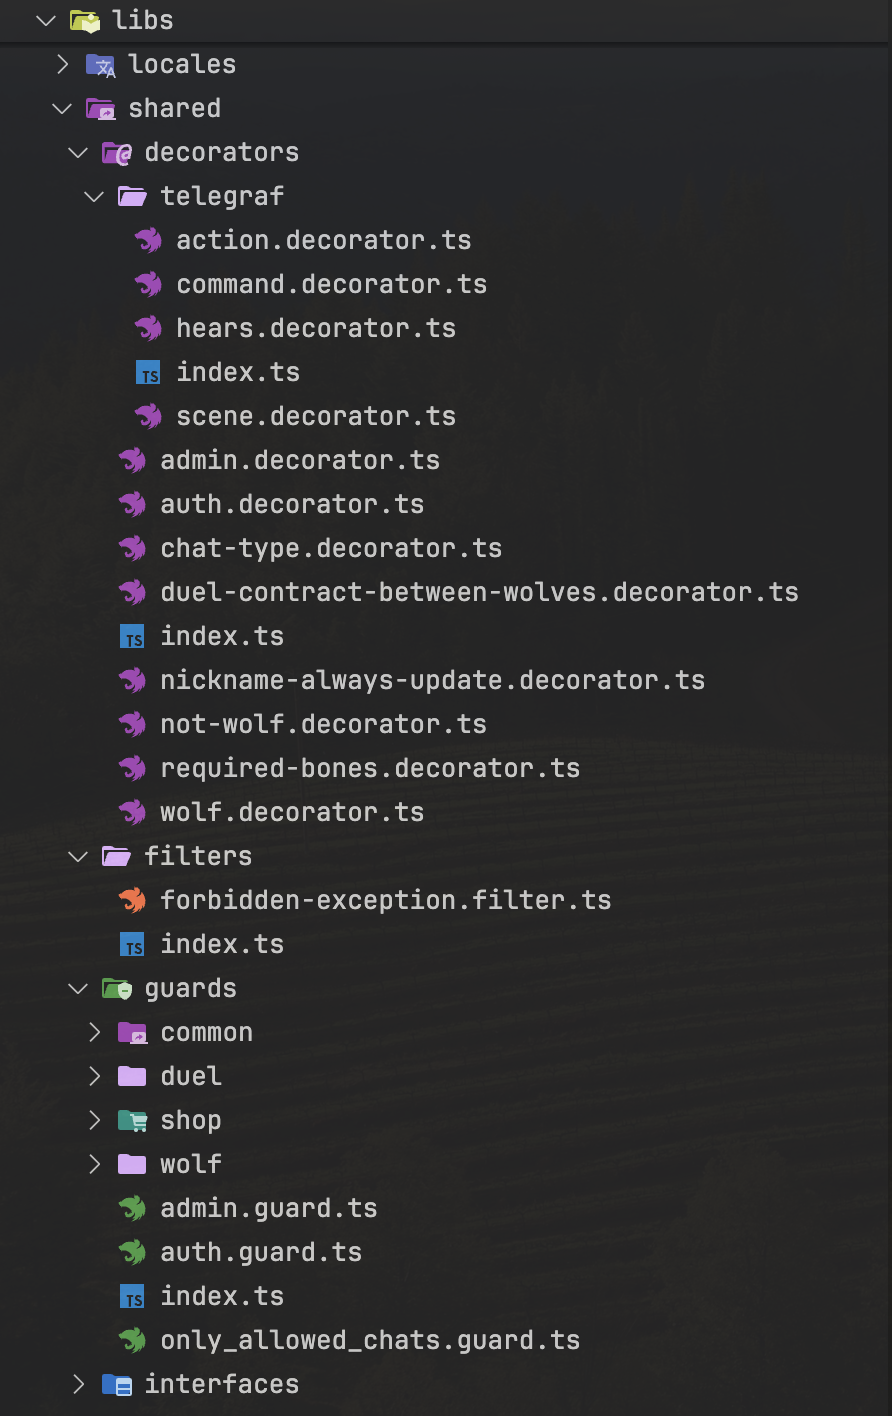 libs
locales
shared
decorators
telegraf
action.decorator.ts
command.decorator.ts
hears.decorator.ts
TS index.ts
scene.decorator.ts
admin.decorator.ts
auth.decorator.ts
chat-type.decorator.ts
duel-contract-between-wolves.decorator.ts
TS index.ts
nickname-always-update.decorator.ts
not-wolf.decorator.ts
required-bones.decorator.ts
wolf.decorator.ts
filters
forbidden-exception.filter.ts
TS index.ts
guards
common
duel
shop
wolf
admin.guard.ts
auth.guard.ts
TS index.ts
only_allowed_chats.guard.ts
interfaces